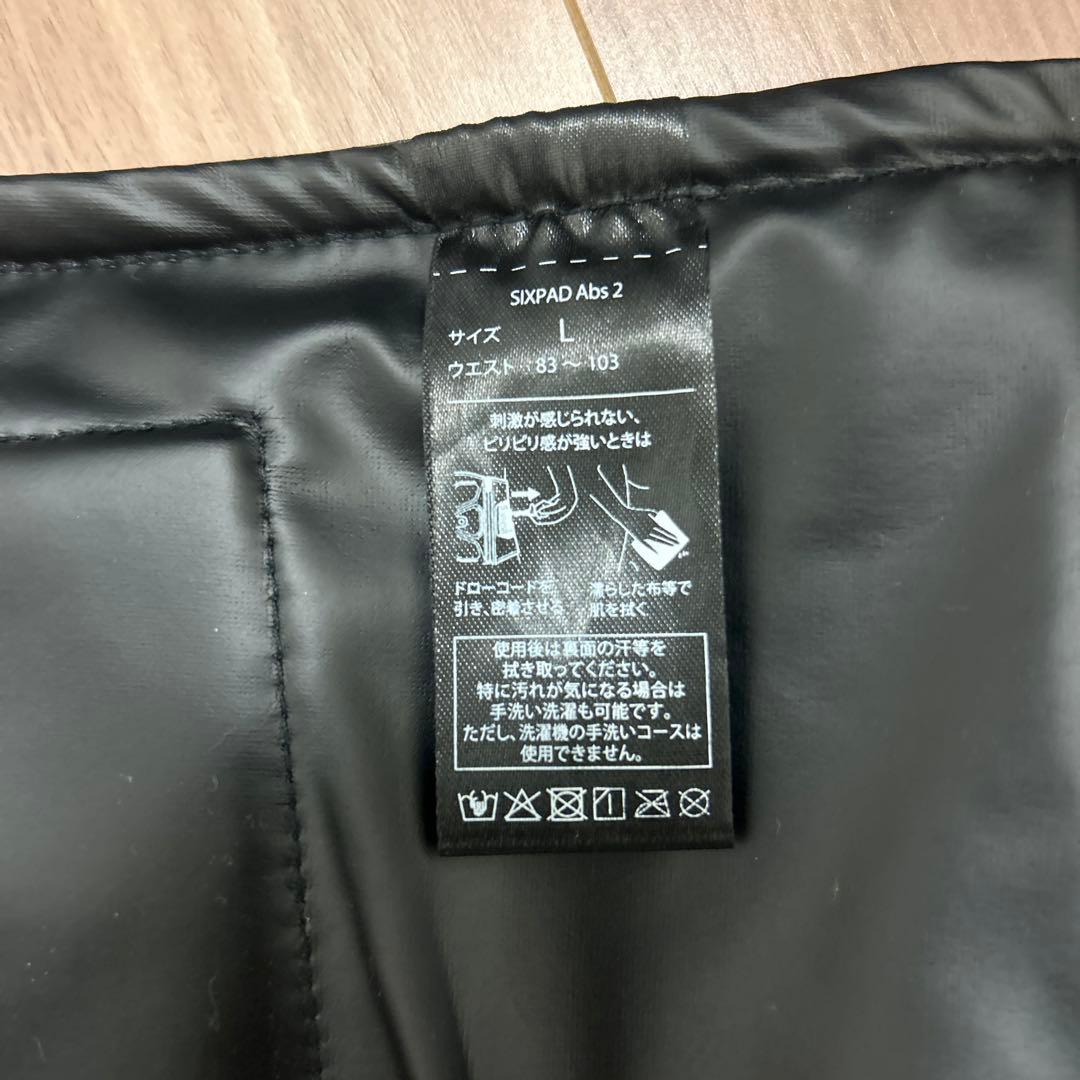 SIXPAD Abs 2
サイズ L
ウエスト 83～103
刺激が感じられない、
ピリピリ感が強いときは
ドローコードを
引き、密着させる
濡らした布等で
肌を拭く
使用後は裏面の汗等を
拭き取ってください。
特に汚れが気になる場合は
手洗い洗濯も可能です。
ただし、洗濯機の手洗いコースは
使用できません。